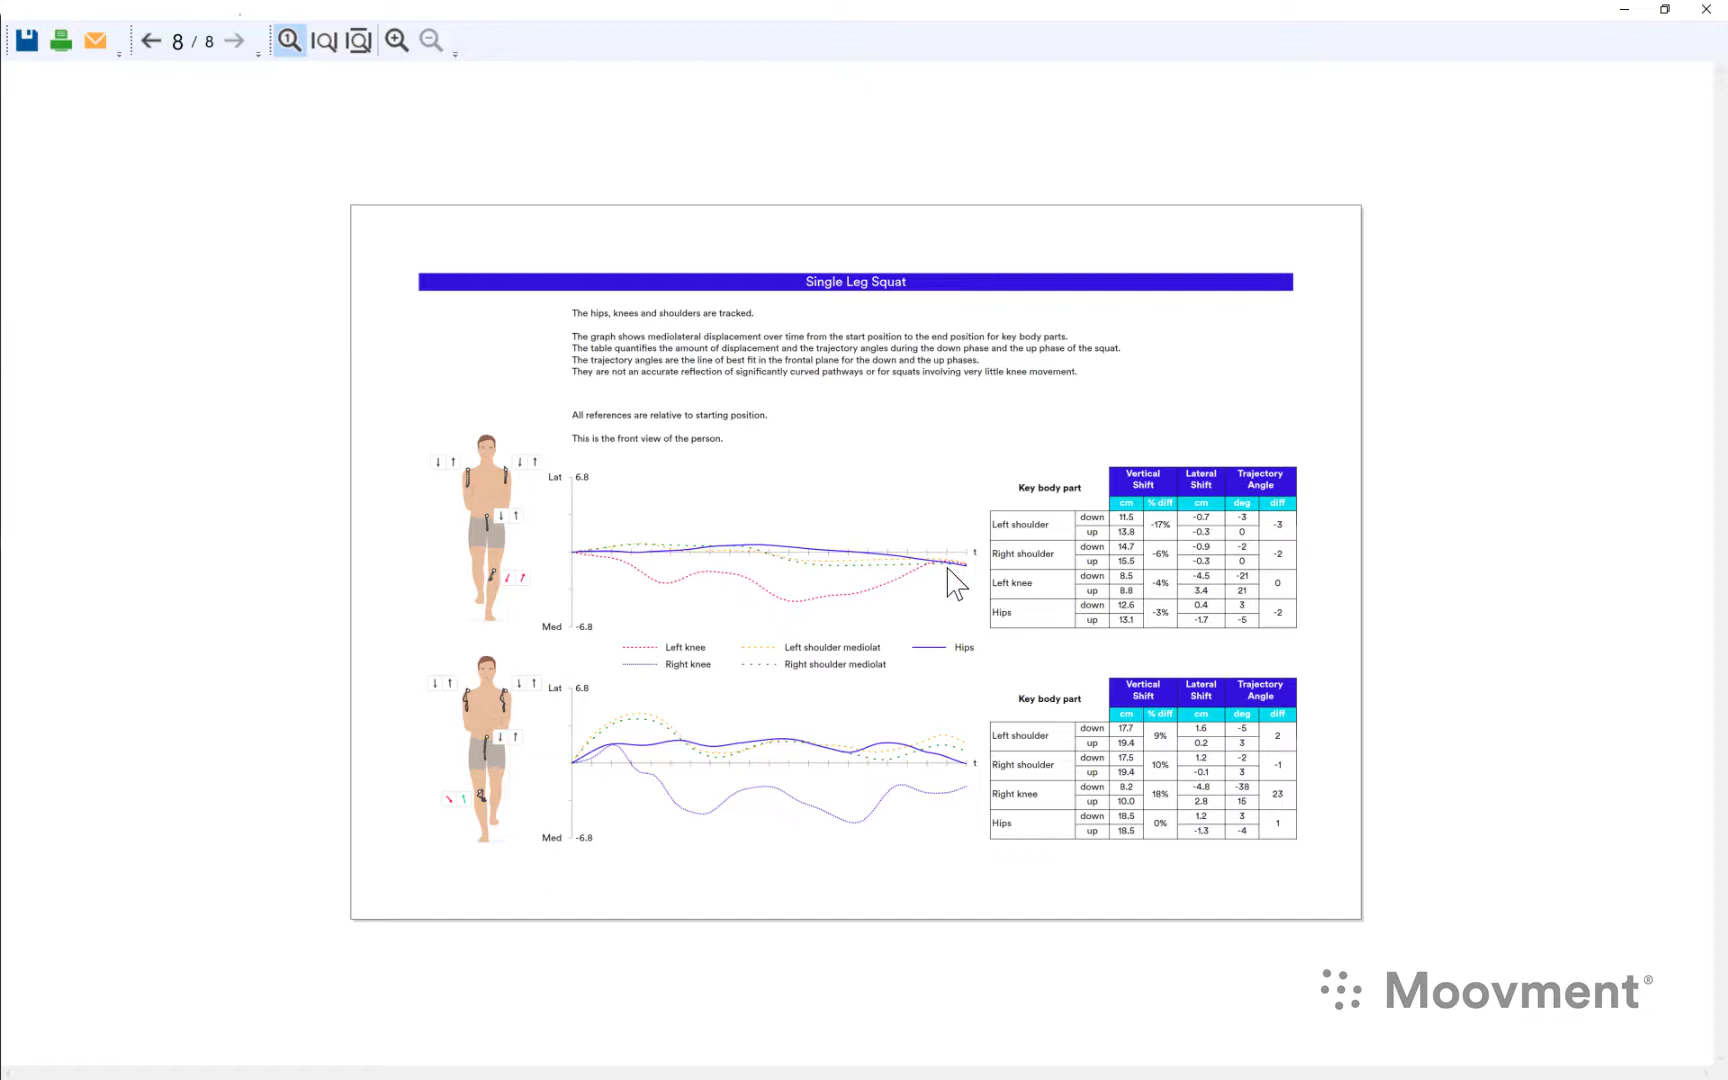 8 / 8
Single Leg Squat
The hips, knees and shoulders are tracked.
The graph shows mediolateral displacement over time from the start position to the end position for key body parts.
The table quantifies the amount of displacement and the trajectory angles during the down phase and the up phase of the squat.
The trajectory angles are the line of best fit in the frontal plane for the down and the up phases.
They are not an accurate reflection of significantly curved pathways or for squats involving very little knee movement.
All references are relative to starting position.
This is the front view of the person.
Lat 6.8
t
Med -6.8
Key body part Vertical Shift Lateral Shift Trajectory Angle
cm % diff cm deg diff
Left shoulder down 11.5 -17% -0.7 -3 -3
up 13.8 -0.3 0
Right shoulder down 14.7 -6% -0.9 -2 -2
up 15.5 -0.3 0
Left knee down 8.5 -4% -4.5 -21 0
up 8.8 3.4 21
Hips down 12.6 -3% 0.4 3 -2
up 13.1 -1.7 -5
Left knee Left shoulder mediolat Hips
Right knee Right shoulder mediolat
Lat 6.8
t
Med -6.8
Key body part Vertical Shift Lateral Shift Trajectory Angle
cm % diff cm deg diff
Left shoulder down 17.7 9% 1.6 -5 2
up 19.4 0.2 3
Right shoulder down 17.5 10% 1.2 -2 -1
up 19.4 -0.1 3
Right knee down 8.2 18% -4.8 -38 23
up 10.0 2.8 15
Hips down 18.5 0% 1.2 3 1
up 18.5 -1.3 -4
Moovment®